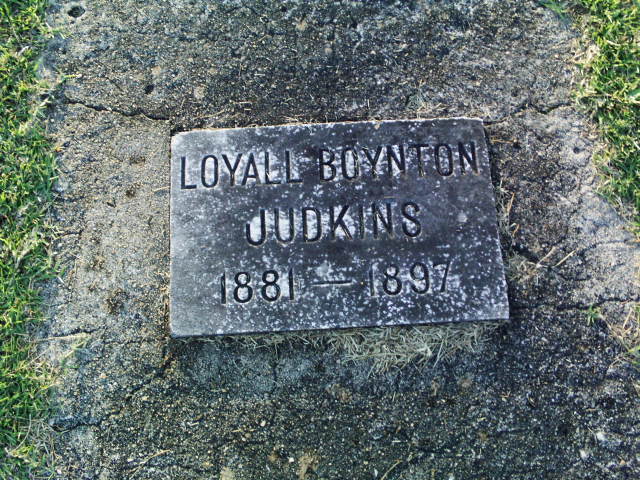 LOYALL BOYNTON
JUDKINS
1881 — 1897